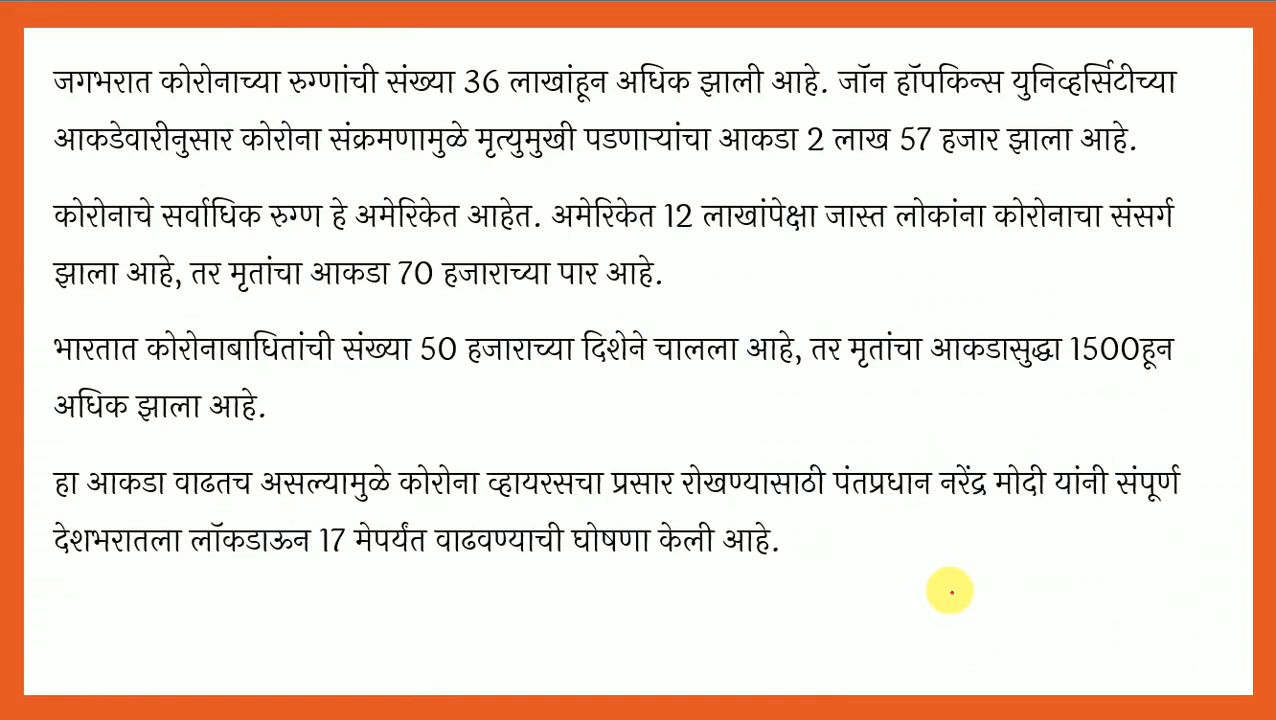 जगभरात कोरोनाच्या रुग्णांची संख्या 36 लाखांहून अधिक झाली आहे. जॉन हॉपकिन्स युनिव्हर्सिटीच्या
आकडेवारीनुसार कोरोना संक्रमणामुळे मृत्युमुखी पडणाऱ्यांचा आकडा 2 लाख 57 हजार झाला आहे.
कोरोनाचे सर्वाधिक रुग्ण हे अमेरिकेत आहेत. अमेरिकेत 12 लाखांपेक्षा जास्त लोकांना कोरोनाचा संसर्ग
झाला आहे, तर मृतांचा आकडा 70 हजाराच्या पार आहे.
भारतात कोरोनाबाधितांची संख्या 50 हजाराच्या दिशेने चालला आहे, तर मृतांचा आकडासुद्धा 1500हून
अधिक झाला आहे.
हा आकडा वाढतच असल्यामुळे कोरोना व्हायरसचा प्रसार रोखण्यासाठी पंतप्रधान नरेंद्र मोदी यांनी संपूर्ण
देशभरातला लॉकडाऊन 17 मेपर्यंत वाढवण्याची घोषणा केली आहे.